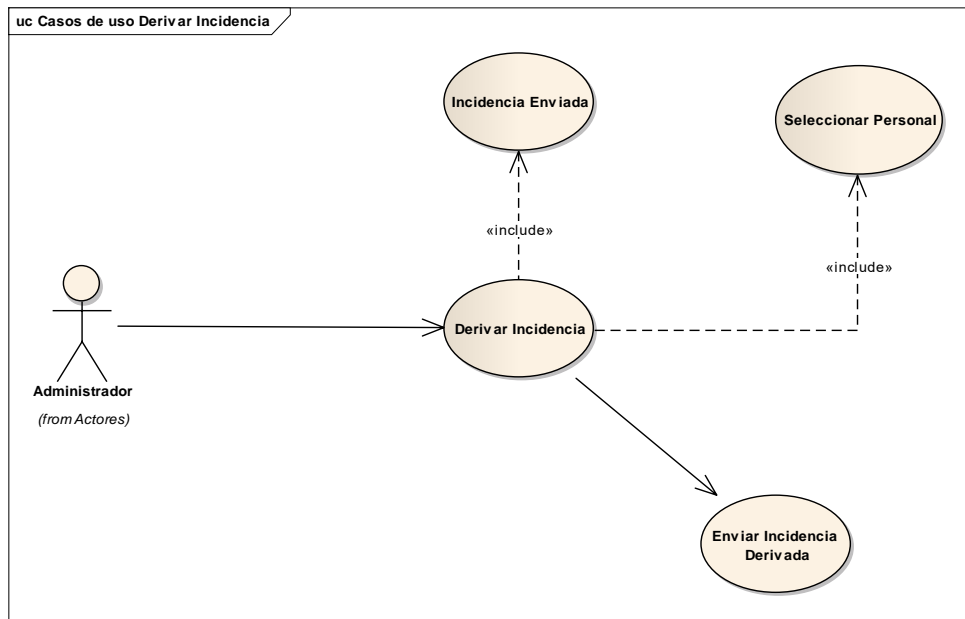 uc Casos de uso Derivar Incidencia
Incidencia Enviada
Seleccionar Personal
«include»
«include»
Derivar Incidencia
Administrador
(from Actores)
Enviar Incidencia
Derivada